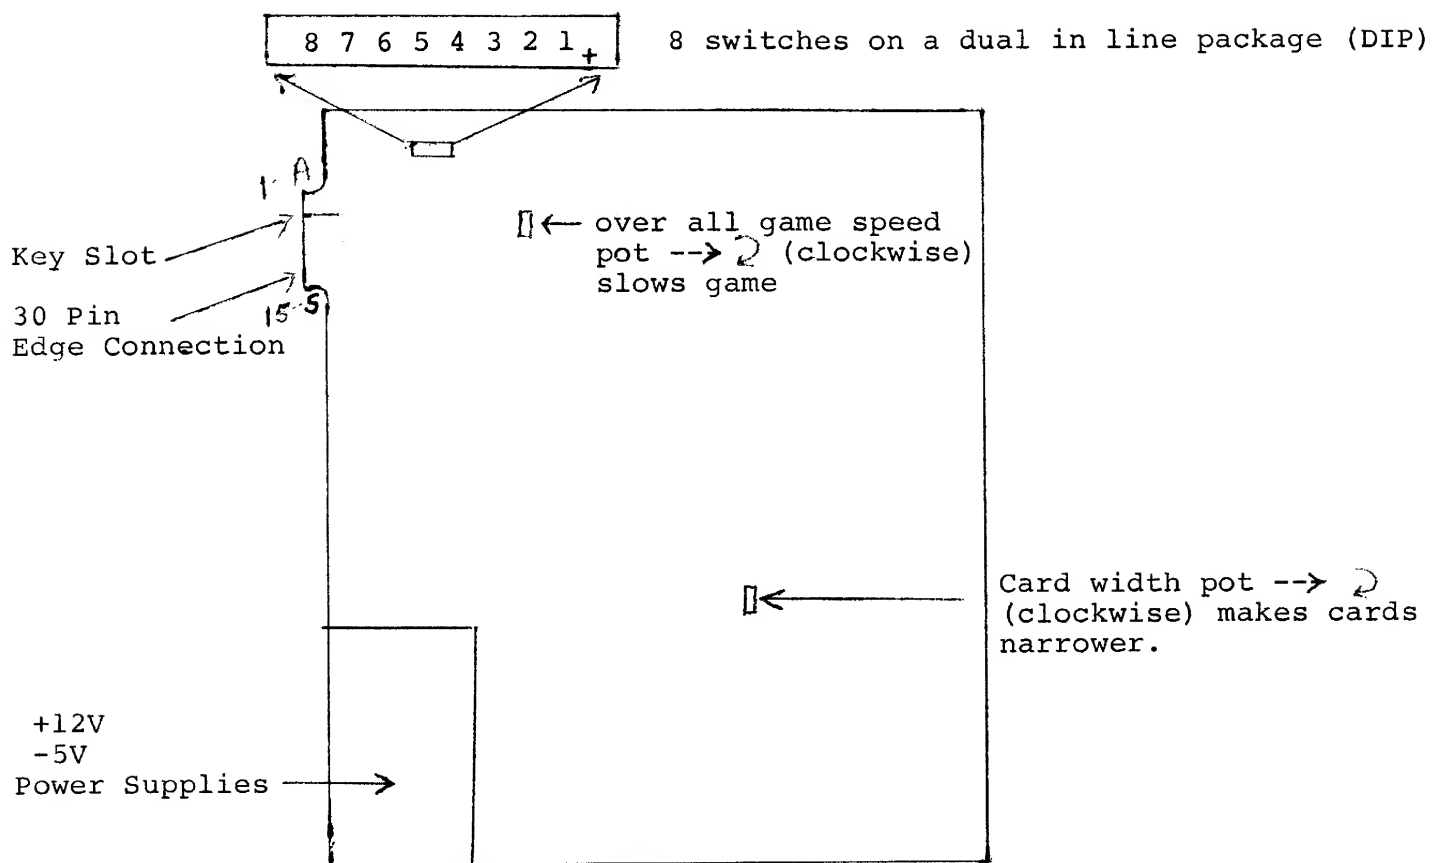 8 7 6 5 4 3 2 1 +
8 switches on a dual in line package (DIP)
1 A
over all game speed
pot --> (clockwise)
slows game
Key Slot
15 S
30 Pin
Edge Connection
Card width pot -->
(clockwise) makes cards
narrower.
+12V
-5V
Power Supplies